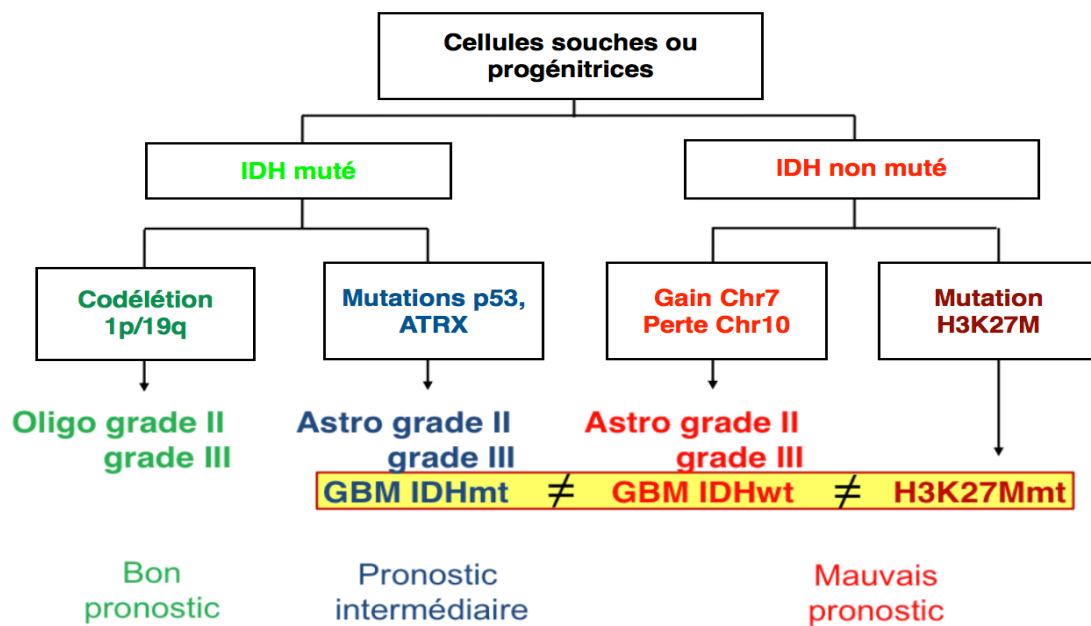 Cellules souches ou
progénitrices
IDH muté
IDH non muté
Codélétion
1p/19q
Mutations p53,
ATRX
Gain Chr7
Perte Chr10
Mutation
H3K27M
Oligo grade II
grade III
Astro grade II
grade III
Astro grade II
grade III
GBM IDHmt ≠ GBM IDHwt ≠ H3K27Mmt
Bon
pronostic
Pronostic
intermédiaire
Mauvais
pronostic